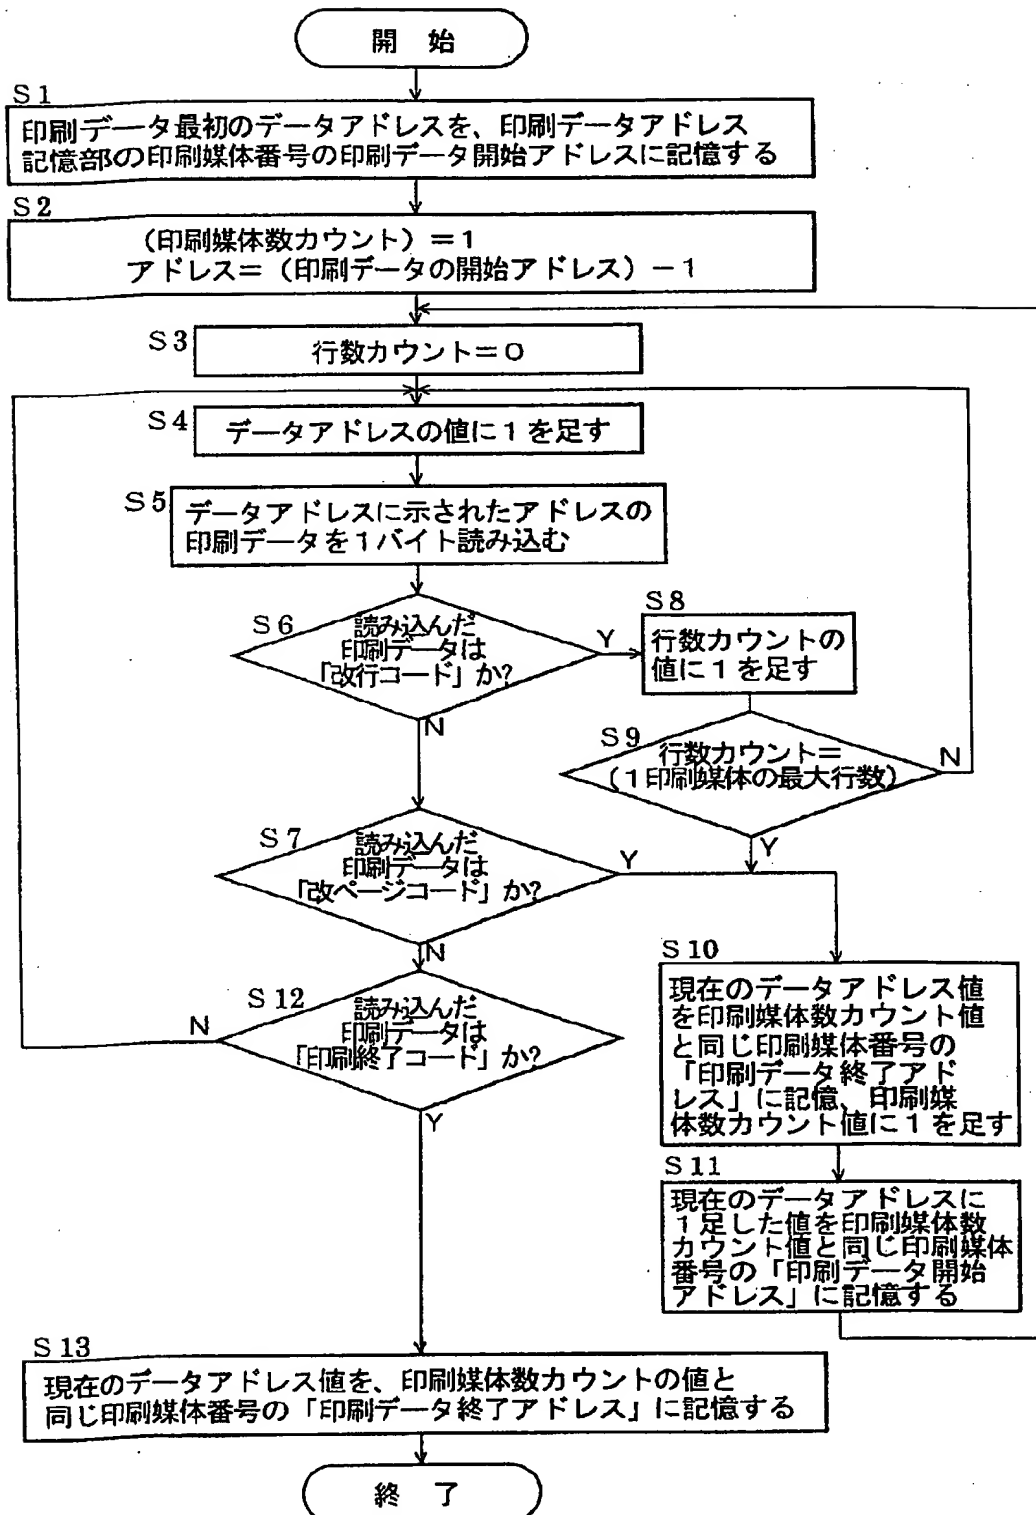 開 始
S1
印刷データ最初のデータアドレスを、印刷データアドレス
記憶部の印刷媒体番号の印刷データ開始アドレスに記憶する
S2
(印刷媒体数カウント)=1
アドレス=(印刷データの開始アドレス)-1
S3
行数カウント=0
S4
データアドレスの値に1を足す
S5
データアドレスに示されたアドレスの
印刷データを1バイト読み込む
S6
読み込んだ
印刷データは
「改行コード」か?
Y
N
S8
行数カウントの
値に1を足す
S9
行数カウント=
(1印刷媒体の最大行数)
N
Y
S7
読み込んだ
印刷データは
「改ページコード」か?
Y
N
S10
現在のデータアドレス値
を印刷媒体数カウント値
と同じ印刷媒体番号の
「印刷データ終了アド
レス」に記憶、印刷媒
体数カウント値に1を足す
S11
現在のデータアドレスに
1足した値を印刷媒体数
カウント値と同じ印刷媒体
番号の「印刷データ開始
アドレス」に記憶する
S12
読み込んだ
印刷データは
「印刷終了コード」か?
N
Y
S13
現在のデータアドレス値を、印刷媒体数カウントの値と
同じ印刷媒体番号の「印刷データ終了アドレス」に記憶する
終 了